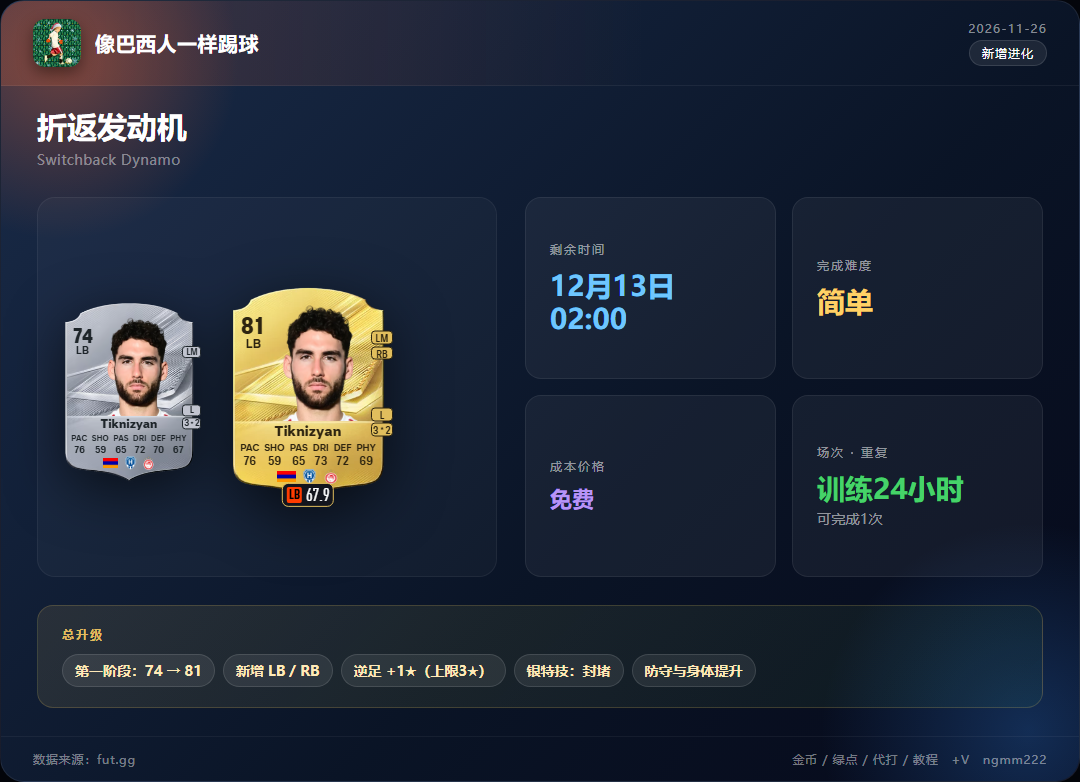 像巴西人一样踢球
2026-11-26
新增进化
折返发动机
Switchback Dynamo
74
LB
LM
L
3·2
Tiknizyan
PAC SHO PAS DRI DEF PHY
76 59 65 72 70 67
81
LB
LM
RB
L
3·2
Tiknizyan
PAC SHO PAS DRI DEF PHY
76 59 65 73 72 69
LB 67.9
剩余时间
12月13日
02:00
完成难度
简单
成本价格
免费
场次 · 重复
训练24小时
可完成1次
总升级
第一阶段：74 → 81
新增 LB / RB
逆足 +1★（上限3★）
银特技：封堵
防守与身体提升
数据来源：fut.gg
金币 / 绿点 / 代打 / 教程 +V ngmm222